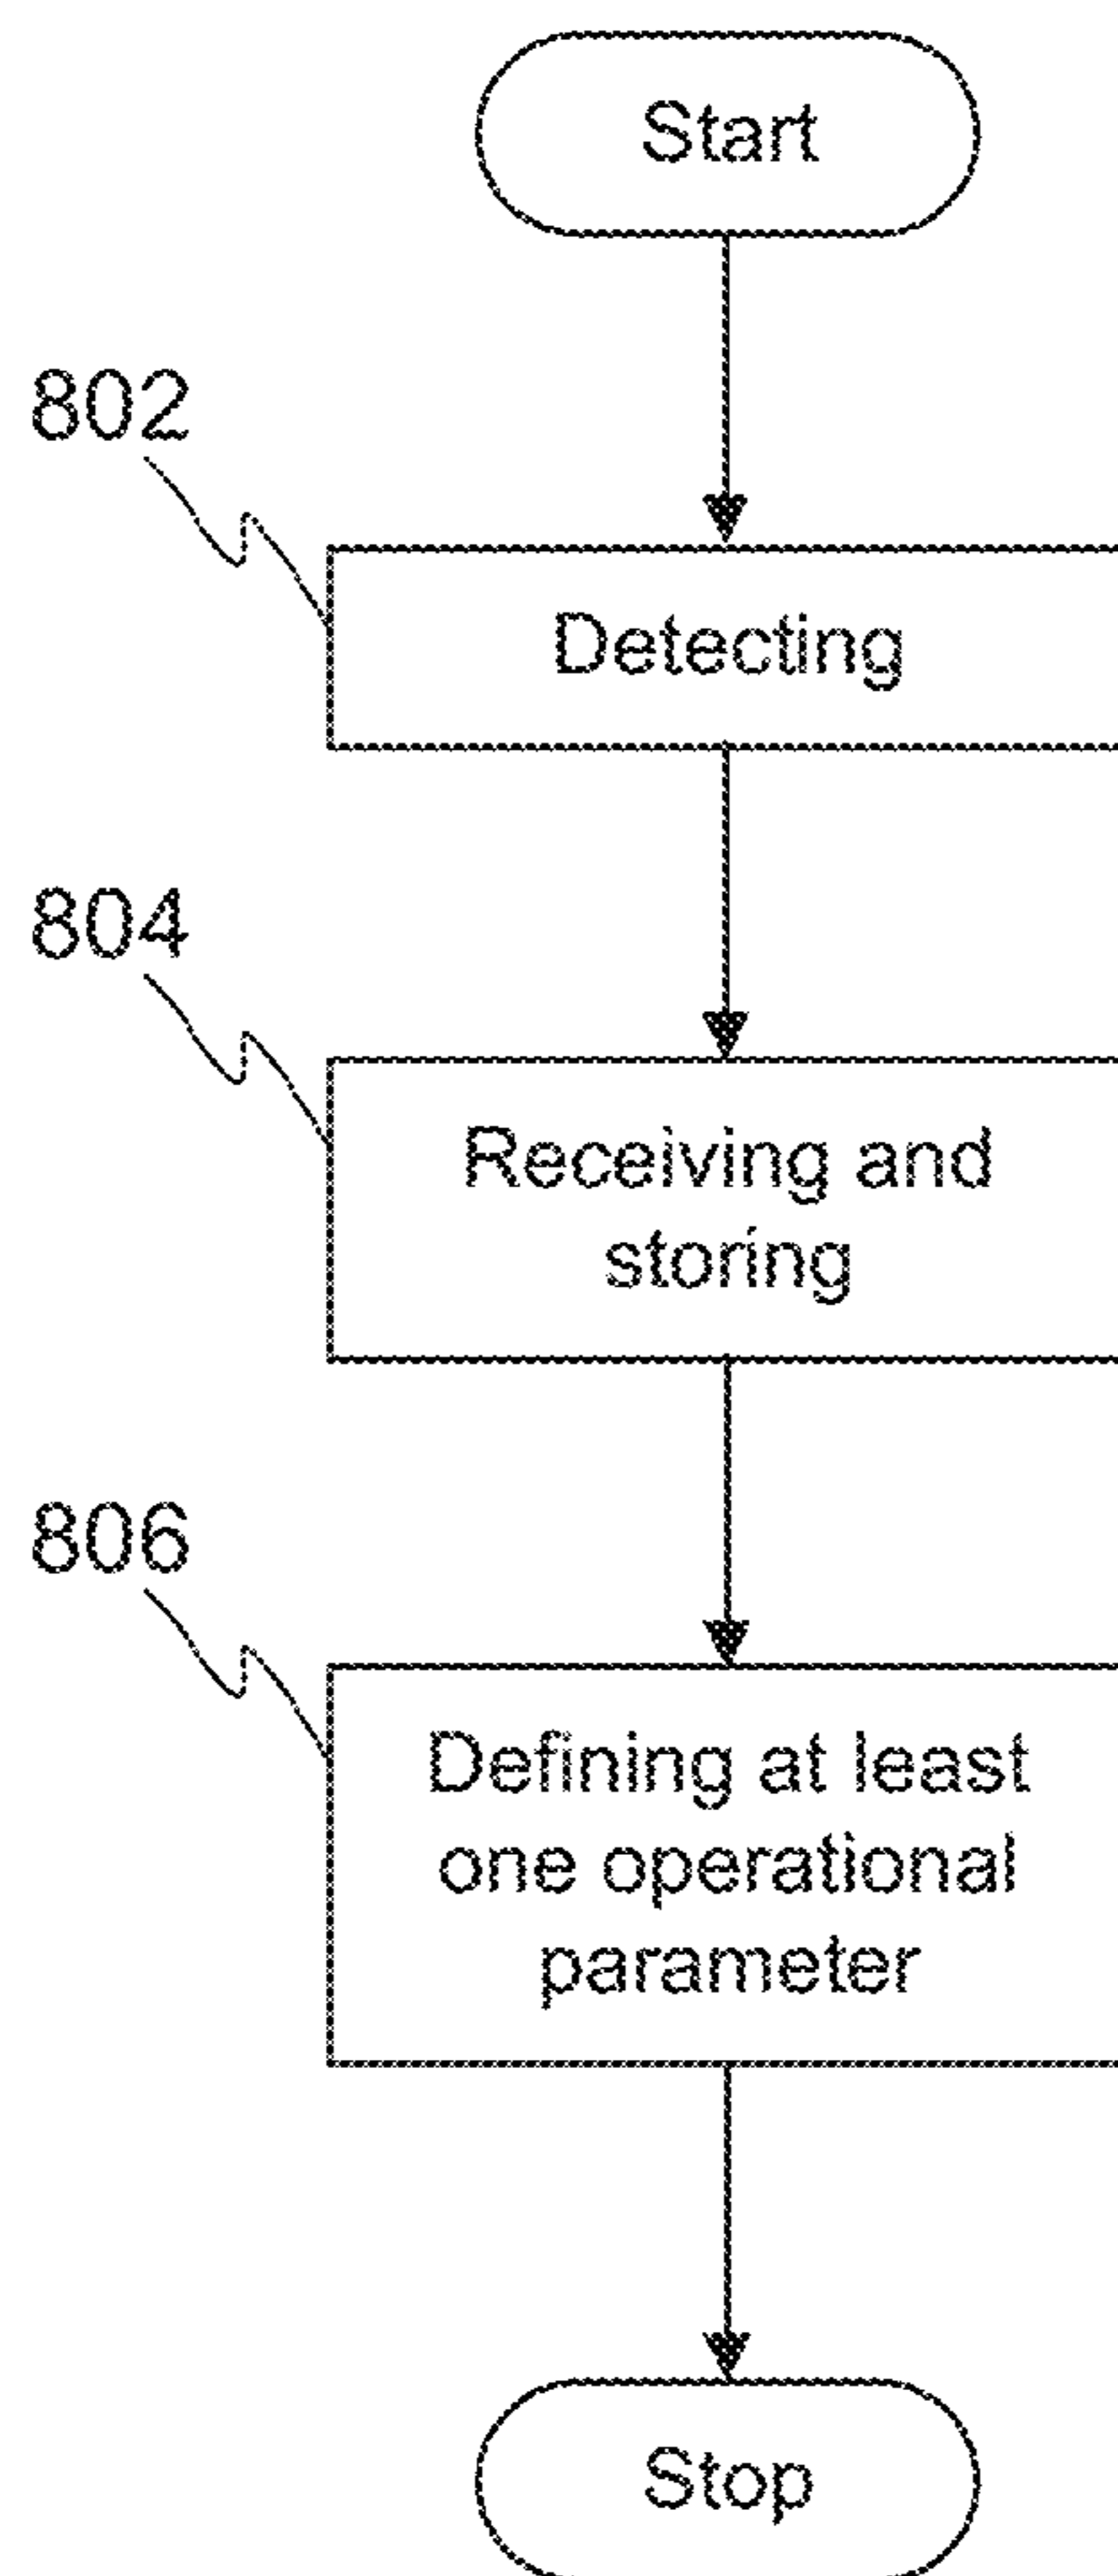 Start
802
Detecting
804
Receiving and
storing
806
Defining at least
one operational
parameter
Stop